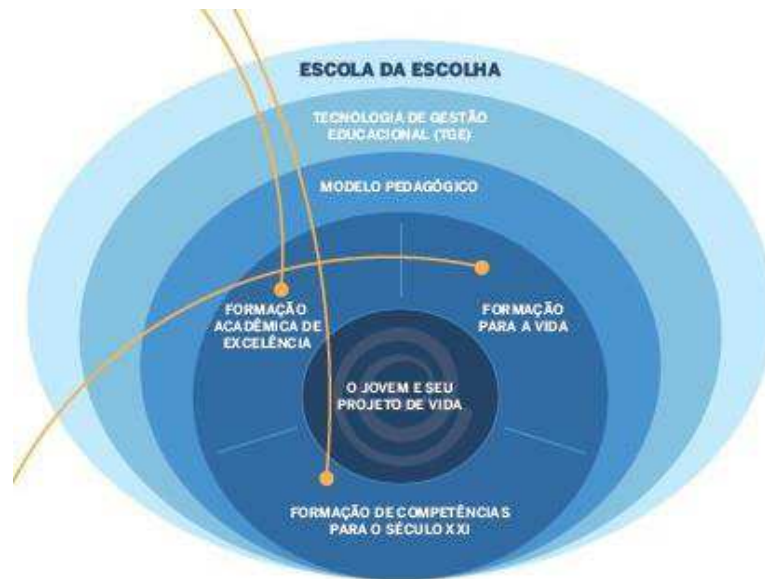 ESCOLA DA ESCOLHA
TECNOLOGIA DE GESTÃO
EDUCACIONAL (TGE)
MODELO PEDAGÓGICO
FORMAÇÃO
ACADÊMICA DE
EXCELÊNCIA
FORMAÇÃO
PARA A VIDA
O JOVEM E SEU
PROJETO DE VIDA
FORMAÇÃO DE COMPETÊNCIAS
PARA O SÉCULO XXI